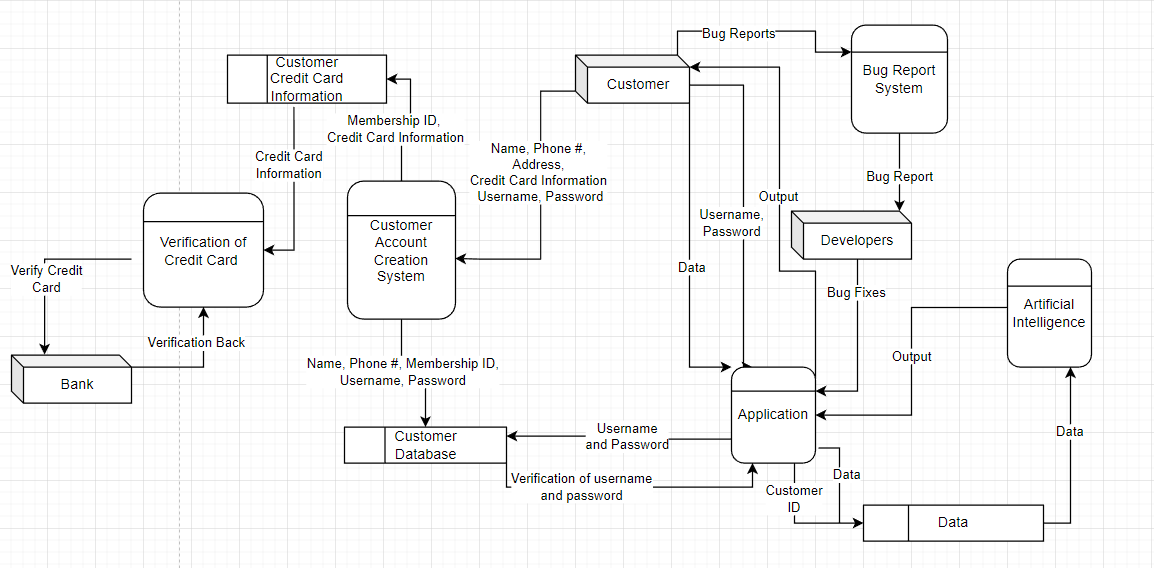 Bug Reports
Customer
Credit Card
Information
Customer
Bug Report
System
Membership ID,
Credit Card Information
Name, Phone #,
Address,
Credit Card Information
Username, Password
Credit Card
Information
Bug Report
Output
Username,
Password
Customer
Account
Creation
System
Verification of
Credit Card
Developers
Data
Verify Credit
Card
Bug Fixes
Artificial
Intelligence
Verification Back
Output
Name, Phone #, Membership ID,
Username, Password
Bank
Application
Username
and Password
Customer
Database
Data
Verification of username
and password
Data
Customer
ID
Data